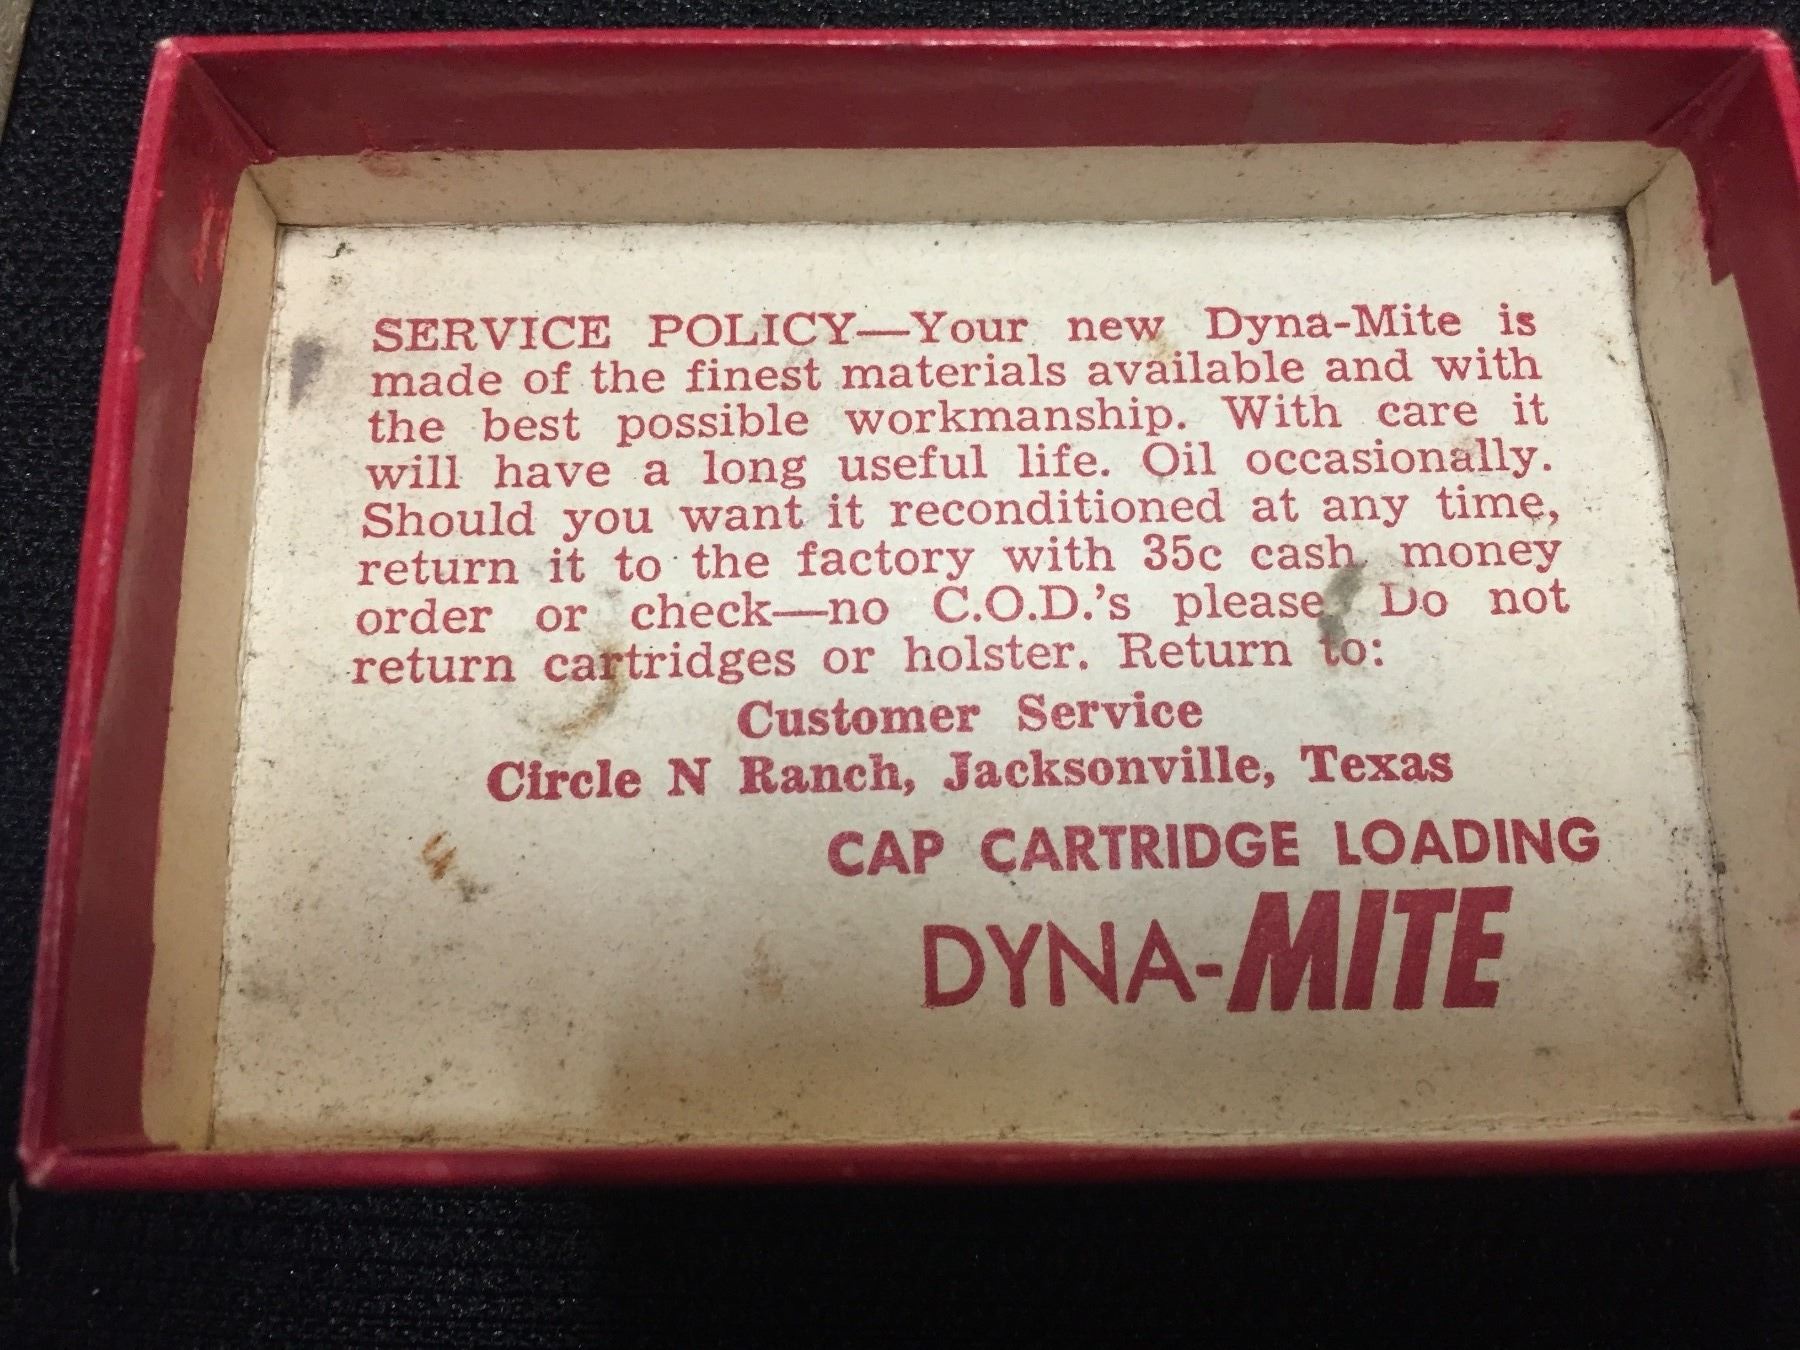 SERVICE POLICY—Your new Dyna-Mite is
made of the finest materials available and with
the best possible workmanship. With care it
will have a long useful life. Oil occasionally.
Should you want it reconditioned at any time,
return it to the factory with 35c cash, money
order or check—no C.O.D.'s please. Do not
return cartridges or holster. Return to:
Customer Service
Circle N Ranch, Jacksonville, Texas
CAP CARTRIDGE LOADING
DYNA-MITE